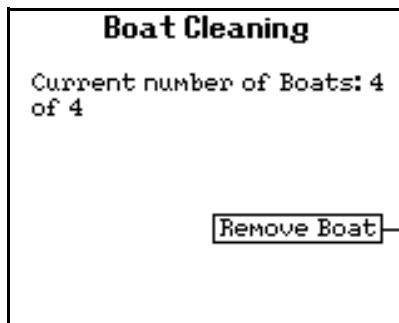 Boat Cleaning
Current number of Boats: 4
of 4
Remove Boat